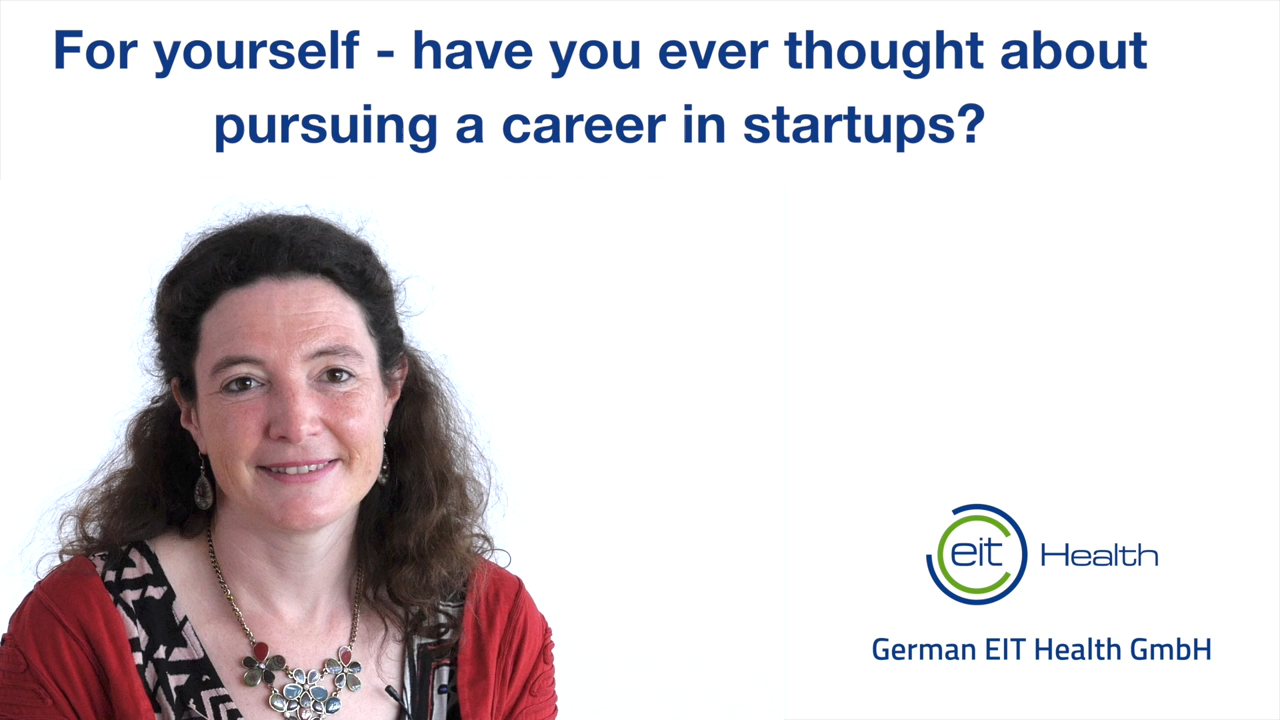 For yourself - have you ever thought about
pursuing a career in startups?
eit Health
German EIT Health GmbH